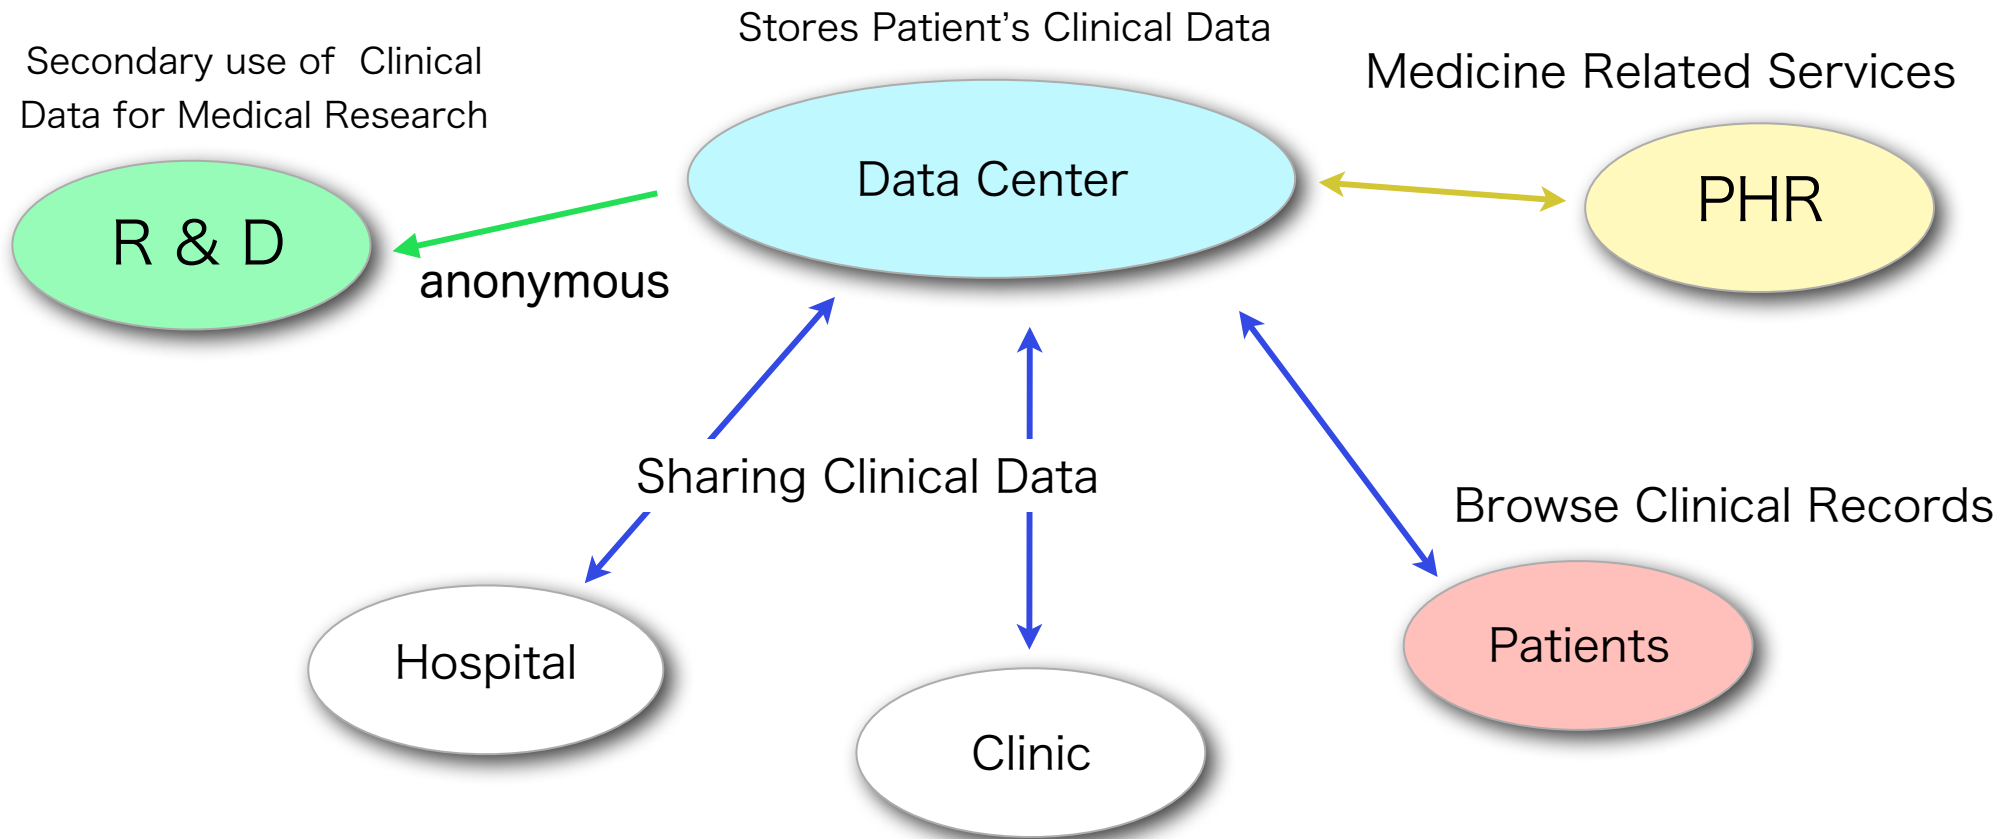 Stores Patient’s Clinical Data
Secondary use of Clinical
Data for Medical Research
Medicine Related Services
Data Center
PHR
R & D
anonymous
Sharing Clinical Data
Browse Clinical Records
Hospital
Patients
Clinic